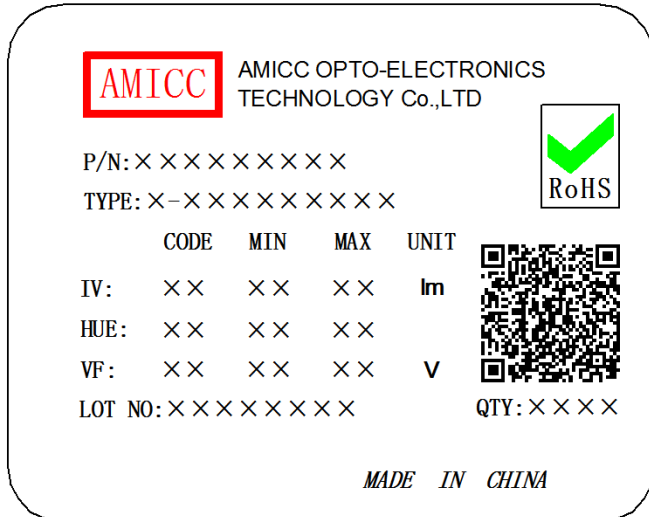 AMICC
AMICC OPTO-ELECTRONICS
TECHNOLOGY Co.,LTD
RoHS
P/N:×××××××××
TYPE:×-×××××××××
CODE MIN MAX UNIT
IV: ×× ×× ×× lm
HUE: ×× ×× ××
VF: ×× ×× ×× V
LOT NO:××××××××
QTY:××××
MADE IN CHINA